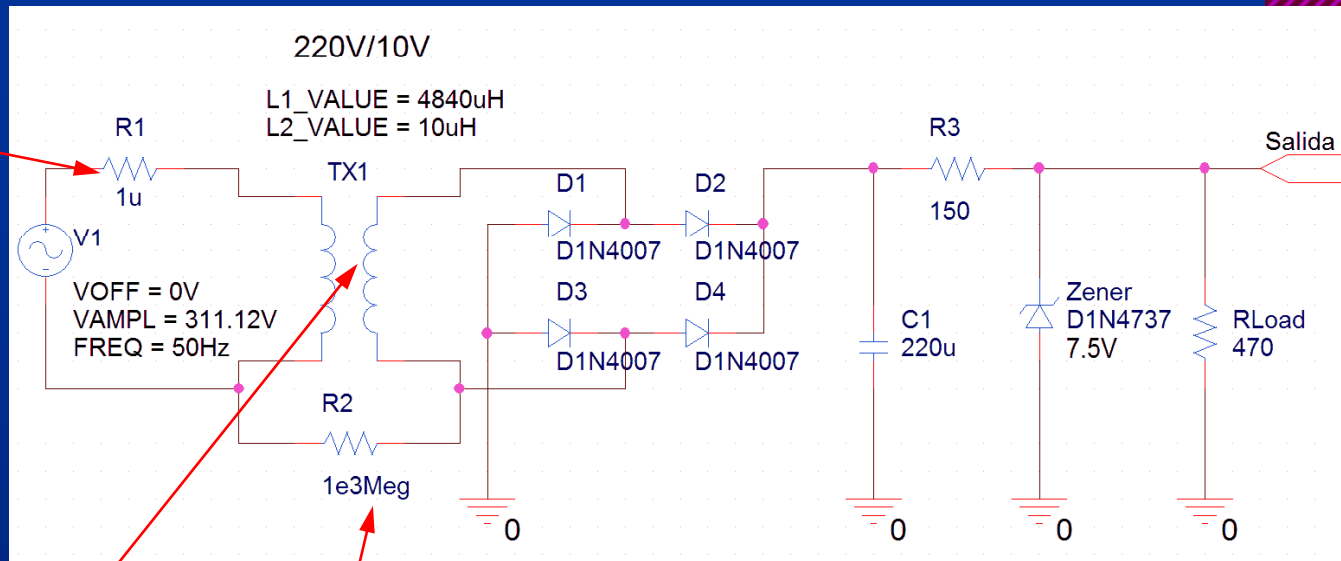 220V/10V
L1_VALUE = 4840uH
L2_VALUE = 10uH
R1
1u
TX1
V1
VOFF = 0V
VAMPL = 311.12V
FREQ = 50Hz
R2
1e3Meg
D1
D1N4007
D2
D1N4007
D3
D1N4007
D4
D1N4007
0
C1
220u
0
R3
150
Zener
D1N4737
7.5V
0
RLoad
470
0
Salida